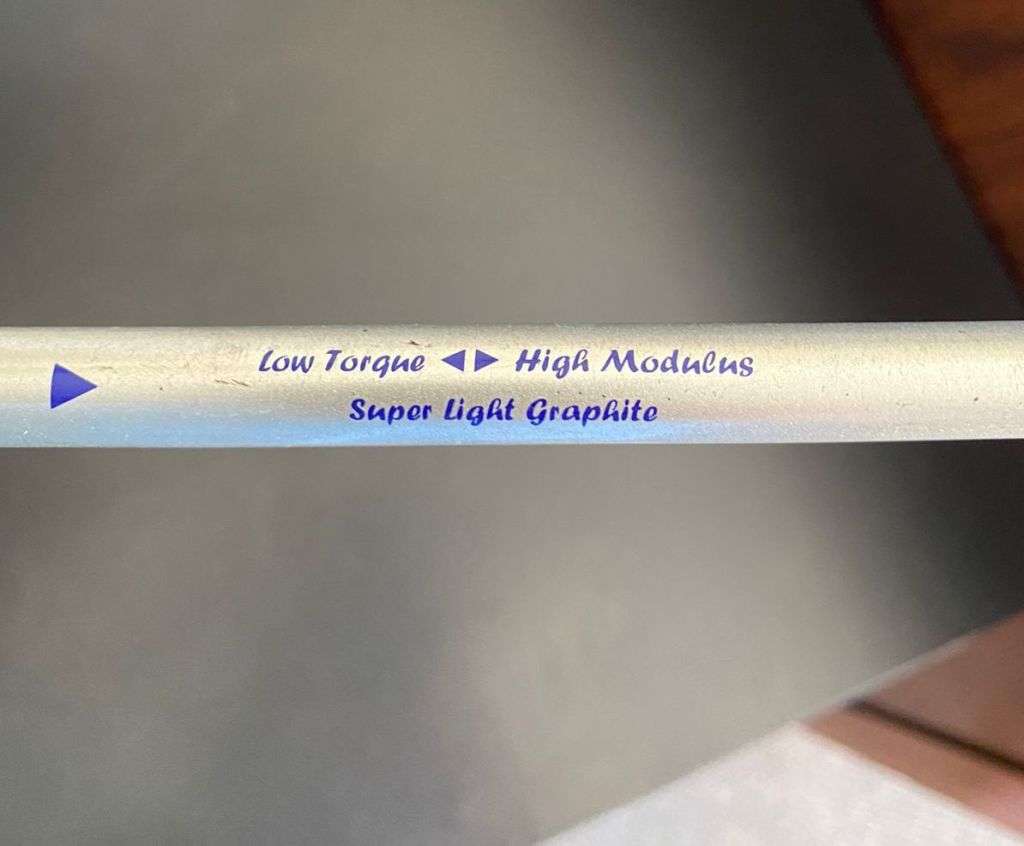 Low Torque ◀ ▶ High Modulus
Super Light Graphite